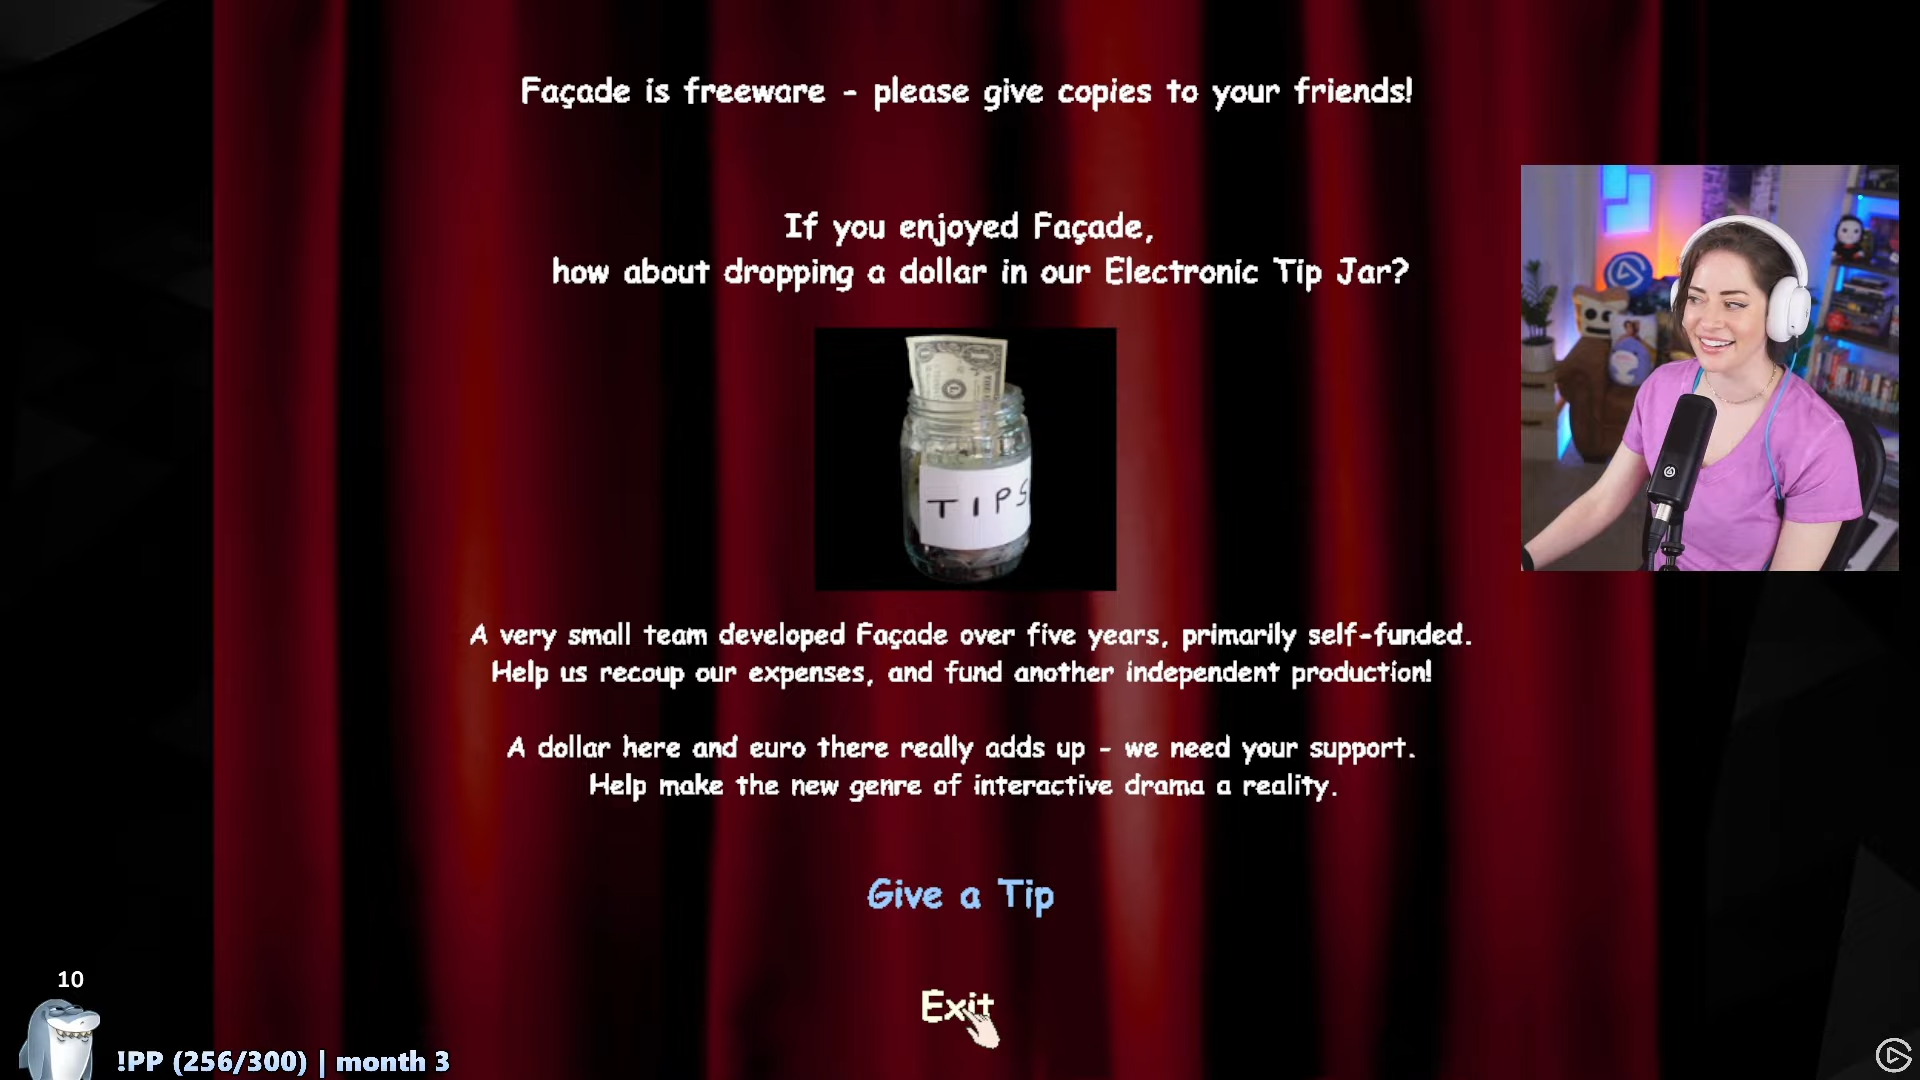 Façade is freeware - please give copies to your friends!
If you enjoyed Façade,
how about dropping a dollar in our Electronic Tip Jar?
TIPS
A very small team developed Façade over five years, primarily self-funded.
Help us recoup our expenses, and fund another independent production!
A dollar here and euro there really adds up - we need your support.
Help make the new genre of interactive drama a reality.
Give a Tip
Exit
10
!PP (256/300) | month 3